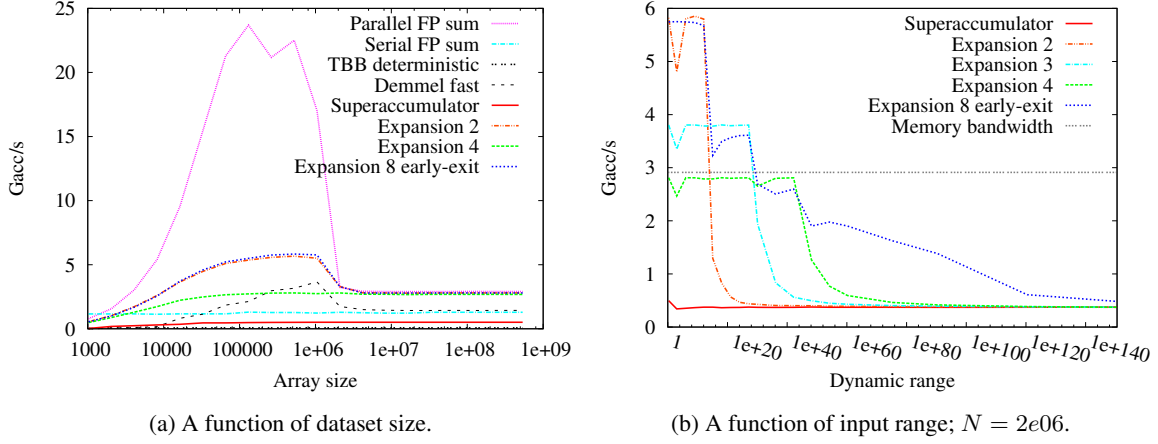 Gacc/s
25
20
15
10
5
0
1000
10000
100000
1e+06
1e+07
1e+08
1e+09
Array size
Parallel FP sum
Serial FP sum
TBB deterministic
Demmel fast
Superaccumulator
Expansion 2
Expansion 4
Expansion 8 early-exit
(a) A function of dataset size.
Gacc/s
6
5
4
3
2
1
0
1
1e+20
1e+40
1e+60
1e+80
1e+100
1e+120
1e+140
Dynamic range
Superaccumulator
Expansion 2
Expansion 3
Expansion 4
Expansion 8 early-exit
Memory bandwidth
(b) A function of input range; N = 2e06.